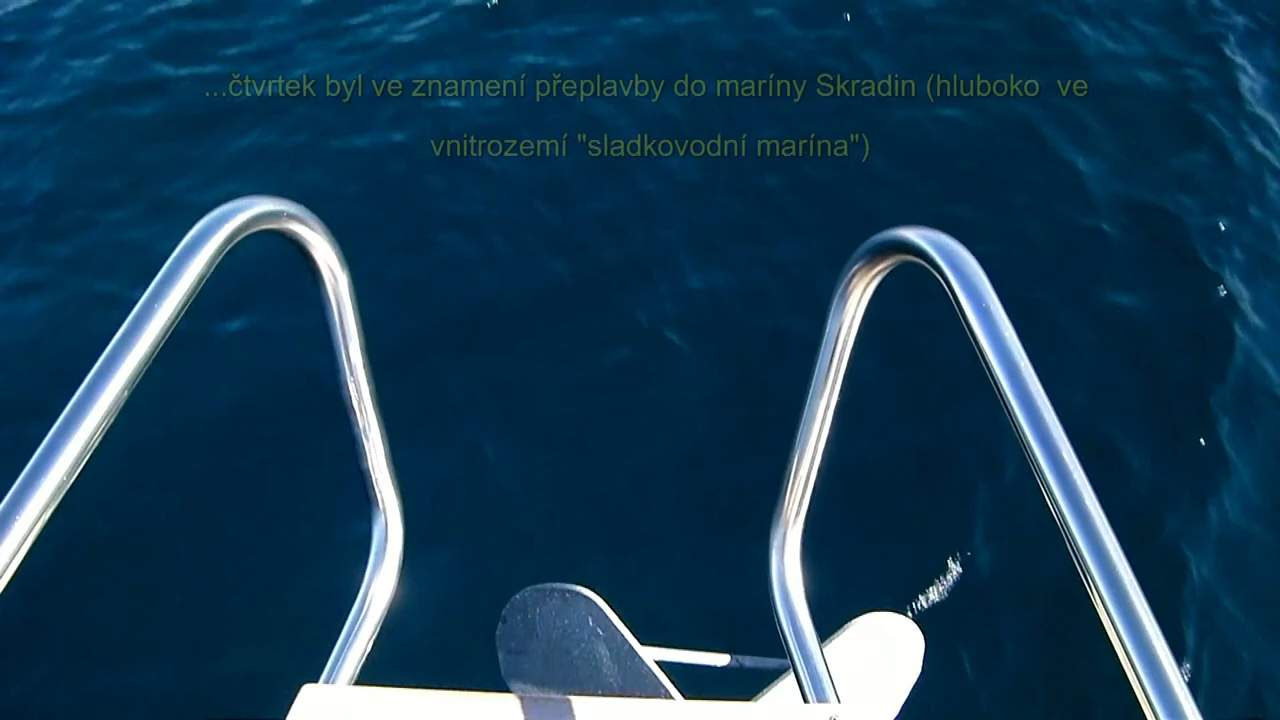 ...čtvrtek byl ve znamení přeplavby do maríny Skradin (hluboko  ve
vnitrozemí "sladkovodní marína")